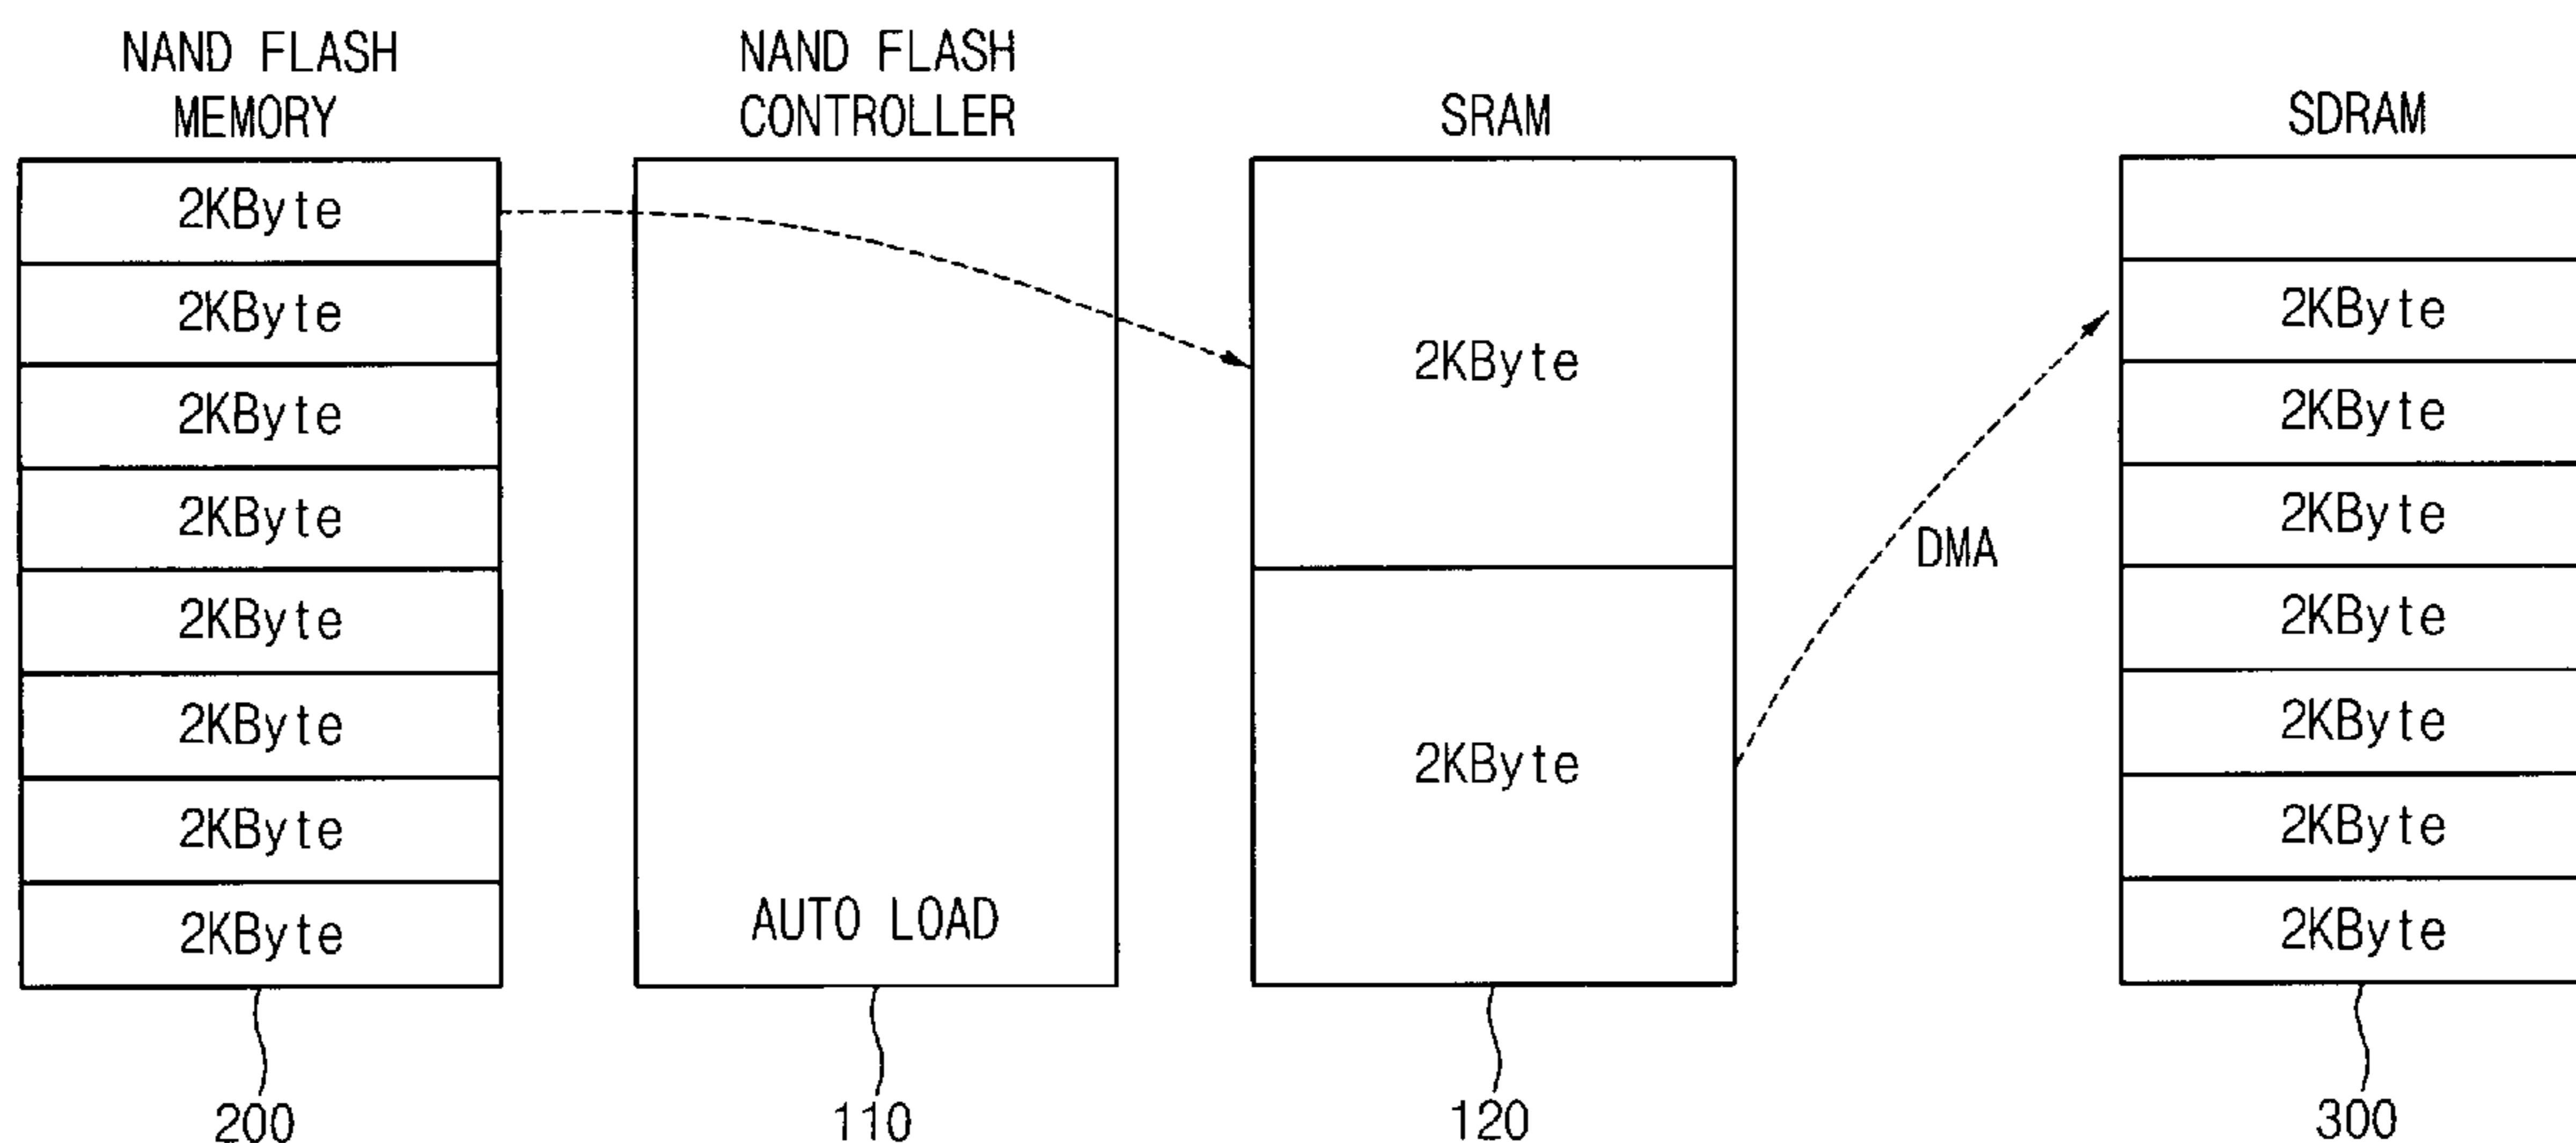 NAND FLASH
MEMORY
2KByte
2KByte
2KByte
2KByte
2KByte
2KByte
2KByte
2KByte
200
NAND FLASH
CONTROLLER
AUTO LOAD
110
SRAM
2KByte
2KByte
120
DMA
SDRAM
2KByte
2KByte
2KByte
2KByte
2KByte
2KByte
2KByte
300